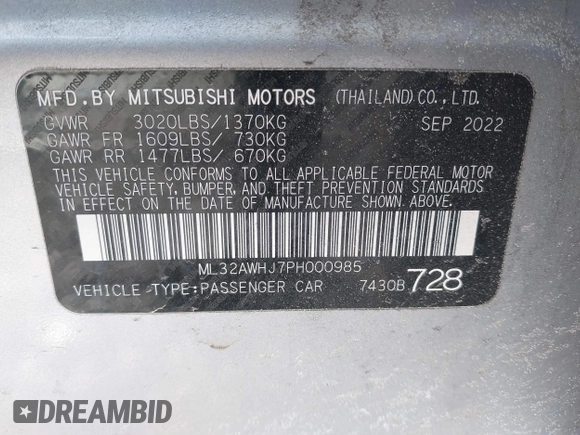 MFD.BY MITSUBISHI MOTORS (THAILAND)CO.,LTD.
GVWR 3020LBS/1370KG SEP 2022
GAWR FR 1609LBS/ 730KG
GAWR RR 1477LBS/ 670KG
THIS VEHICLE CONFORMS TO ALL APPLICABLE FEDERAL MOTOR
VEHICLE SAFETY, BUMPER, AND THEFT PREVENTION STANDARDS
IN EFFECT ON THE DATE OF MANUFACTURE SHOWN ABOVE.
ML32AWHJ7PH000985
VEHICLE-TYPE:PASSENGER CAR 7430B 728
DREAMBID